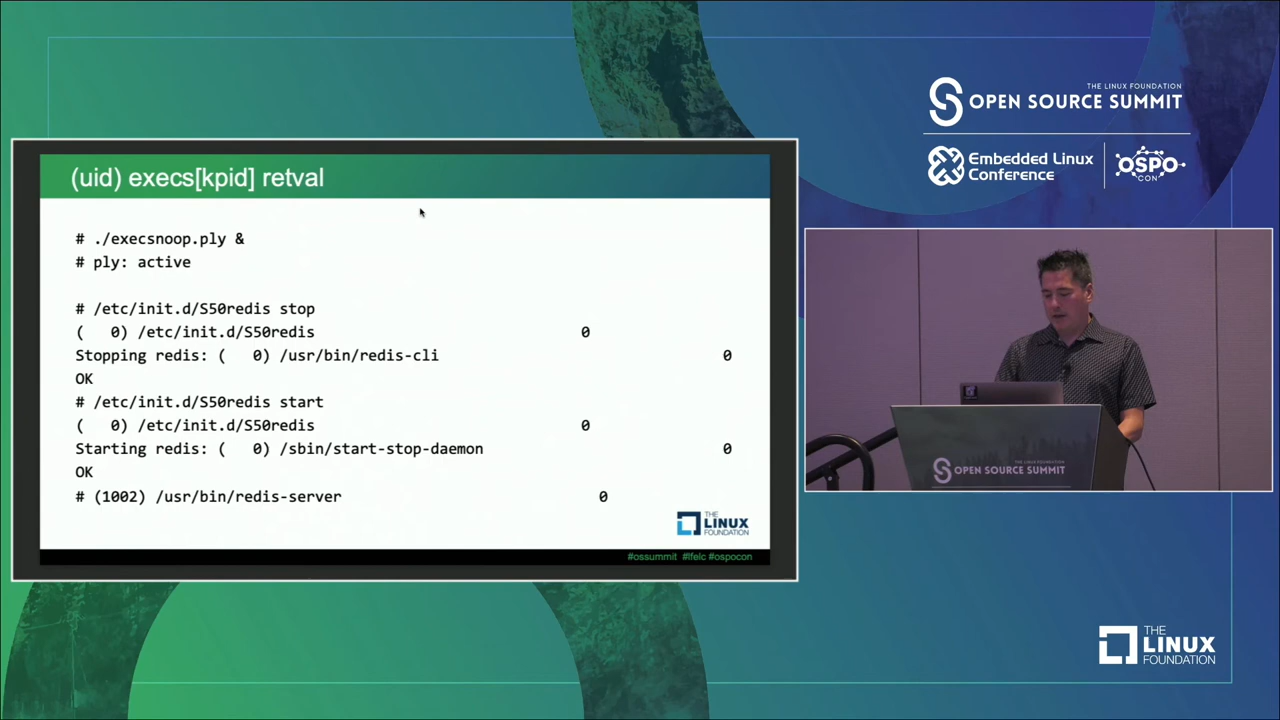 THE LINUX FOUNDATION
OPEN SOURCE SUMMIT
Embedded Linux
Conference
OSPO
CON
(uid) execs[kpid] retval
# ./execsnoop.ply &
# ply: active
# /etc/init.d/S50redis stop
(   0) /etc/init.d/S50redis                              0
Stopping redis: (   0) /usr/bin/redis-cli                                 0
OK
# /etc/init.d/S50redis start
(   0) /etc/init.d/S50redis                              0
Starting redis: (   0) /sbin/start-stop-daemon                            0
OK
# (1002) /usr/bin/redis-server                              0
THE
LINUX
FOUNDATION
#ossummit #lfelc #ospocon
THE LINUX FOUNDATION
OPEN SOURCE SUMMIT
THE
LINUX
FOUNDATION